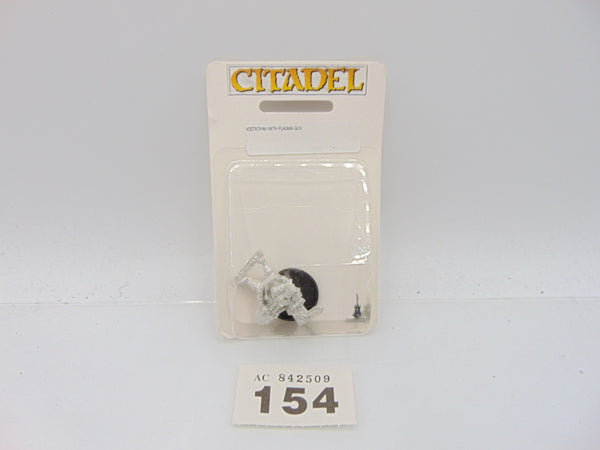 CITADEL
VOSTROYAN WITH PLASMA GUN
AC 842509
154